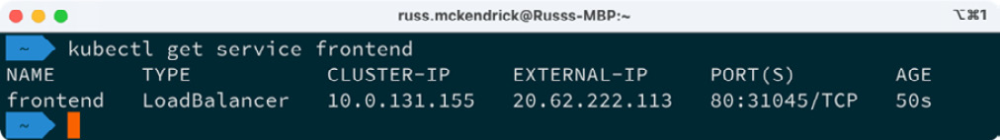 russ.mckendrick@Russs-MBP:~ ⌥⌘1
~ kubectl get service frontend
NAME TYPE CLUSTER-IP EXTERNAL-IP PORT(S) AGE
frontend LoadBalancer 10.0.131.155 20.62.222.113 80:31045/TCP 50s
~